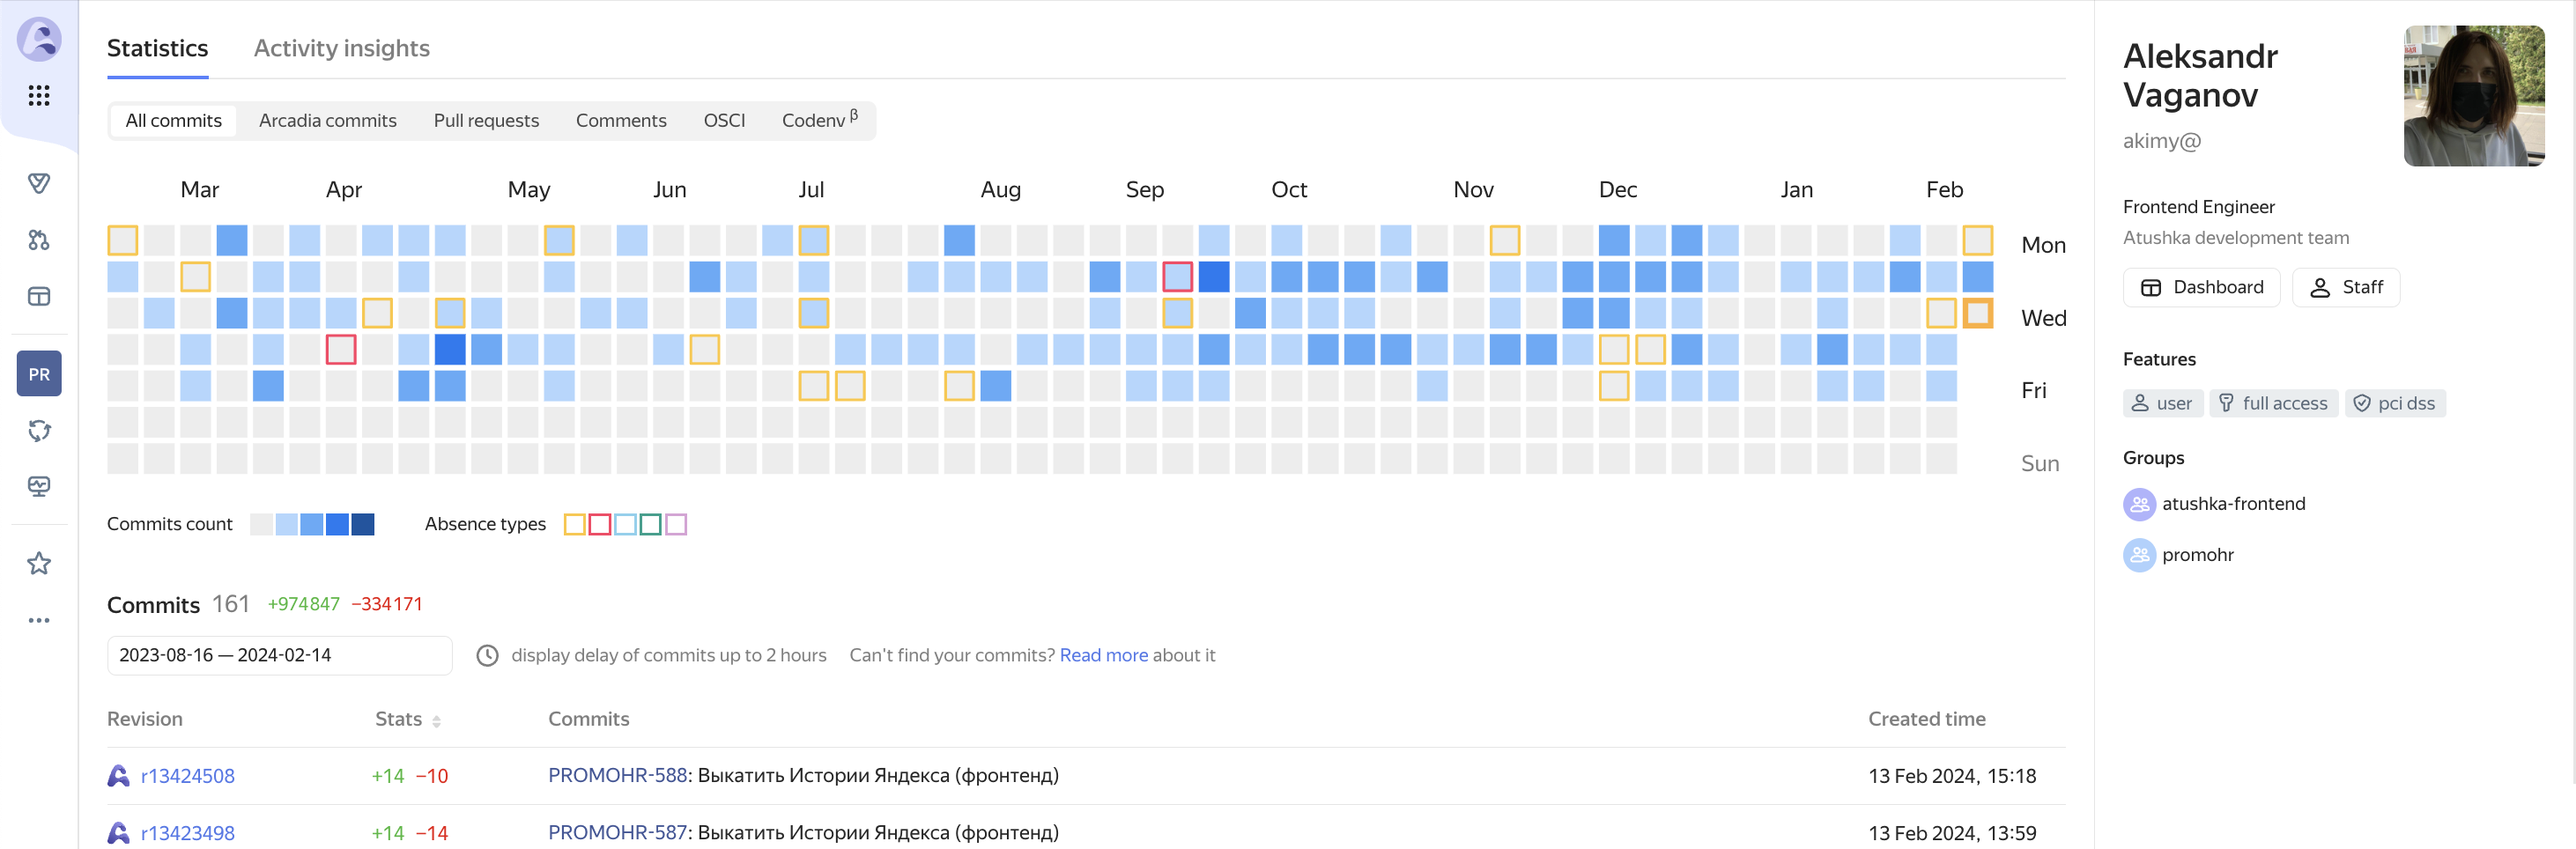 Statistics Activity insights
All commits Arcadia commits Pull requests Comments OSCI Codenv β
Mar Apr May Jun Jul Aug Sep Oct Nov Dec Jan Feb
Mon
Wed
Fri
Sun
Commits count Absence types
Commits 161 +974847 −334171
2023-08-16 — 2024-02-14 display delay of commits up to 2 hours Can't find your commits? Read more about it
Revision Stats Commits Created time
r13424508 +14 −10 PROMOHR-588: Выкатить Истории Яндекса (фронтенд) 13 Feb 2024, 15:18
r13423498 +14 −14 PROMOHR-587: Выкатить Истории Яндекса (фронтенд) 13 Feb 2024, 13:59
PR
Aleksandr
Vaganov
akimy@
Frontend Engineer
Atushka development team
Dashboard Staff
Features
user full access pci dss
Groups
atushka-frontend
promohr